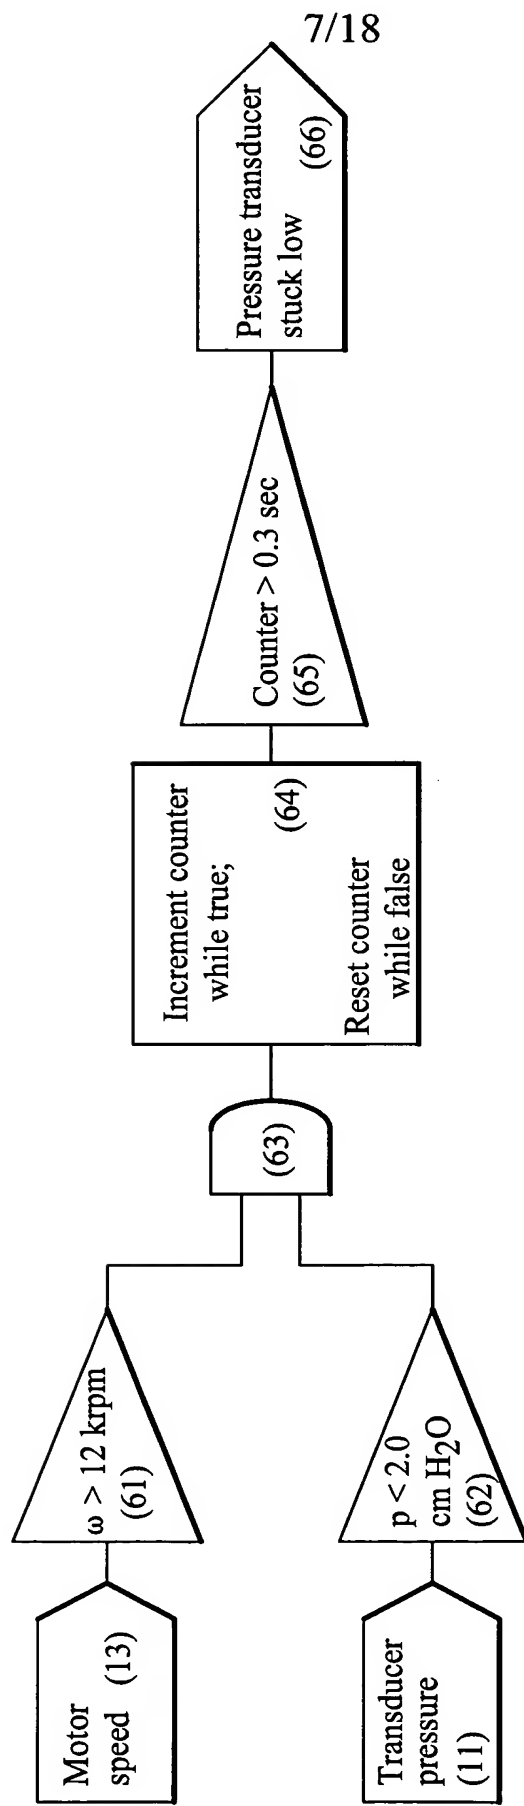 7/18
Motor
speed (13)
ω > 12 krpm
(61)
Transducer
pressure
(11)
p < 2.0
cm H₂O
(62)
(63)
Increment counter
while true;
(64)
Reset counter
while false
Counter > 0.3 sec
(65)
Pressure transducer
stuck low
(66)